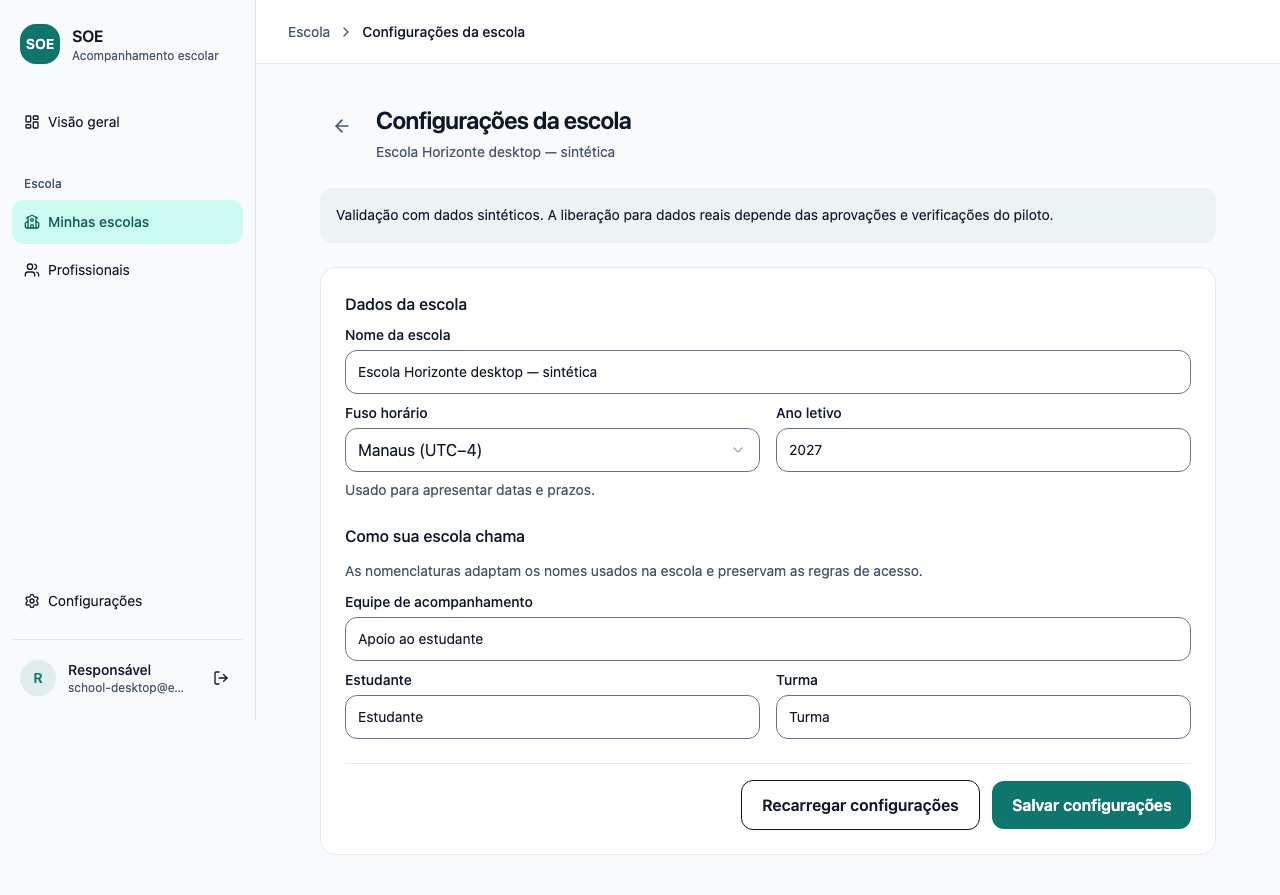 SOE
SOE
Acompanhamento escolar
Visão geral
Escola
Minhas escolas
Profissionais
Configurações
R
Responsável
school-desktop@e...
Escola
Configurações da escola
Configurações da escola
Escola Horizonte desktop — sintética
Validação com dados sintéticos. A liberação para dados reais depende das aprovações e verificações do piloto.
Dados da escola
Nome da escola
Escola Horizonte desktop — sintética
Fuso horário
Ano letivo
Manaus (UTC−4)
2027
Usado para apresentar datas e prazos.
Como sua escola chama
As nomenclaturas adaptam os nomes usados na escola e preservam as regras de acesso.
Equipe de acompanhamento
Apoio ao estudante
Estudante
Turma
Estudante
Turma
Recarregar configurações
Salvar configurações